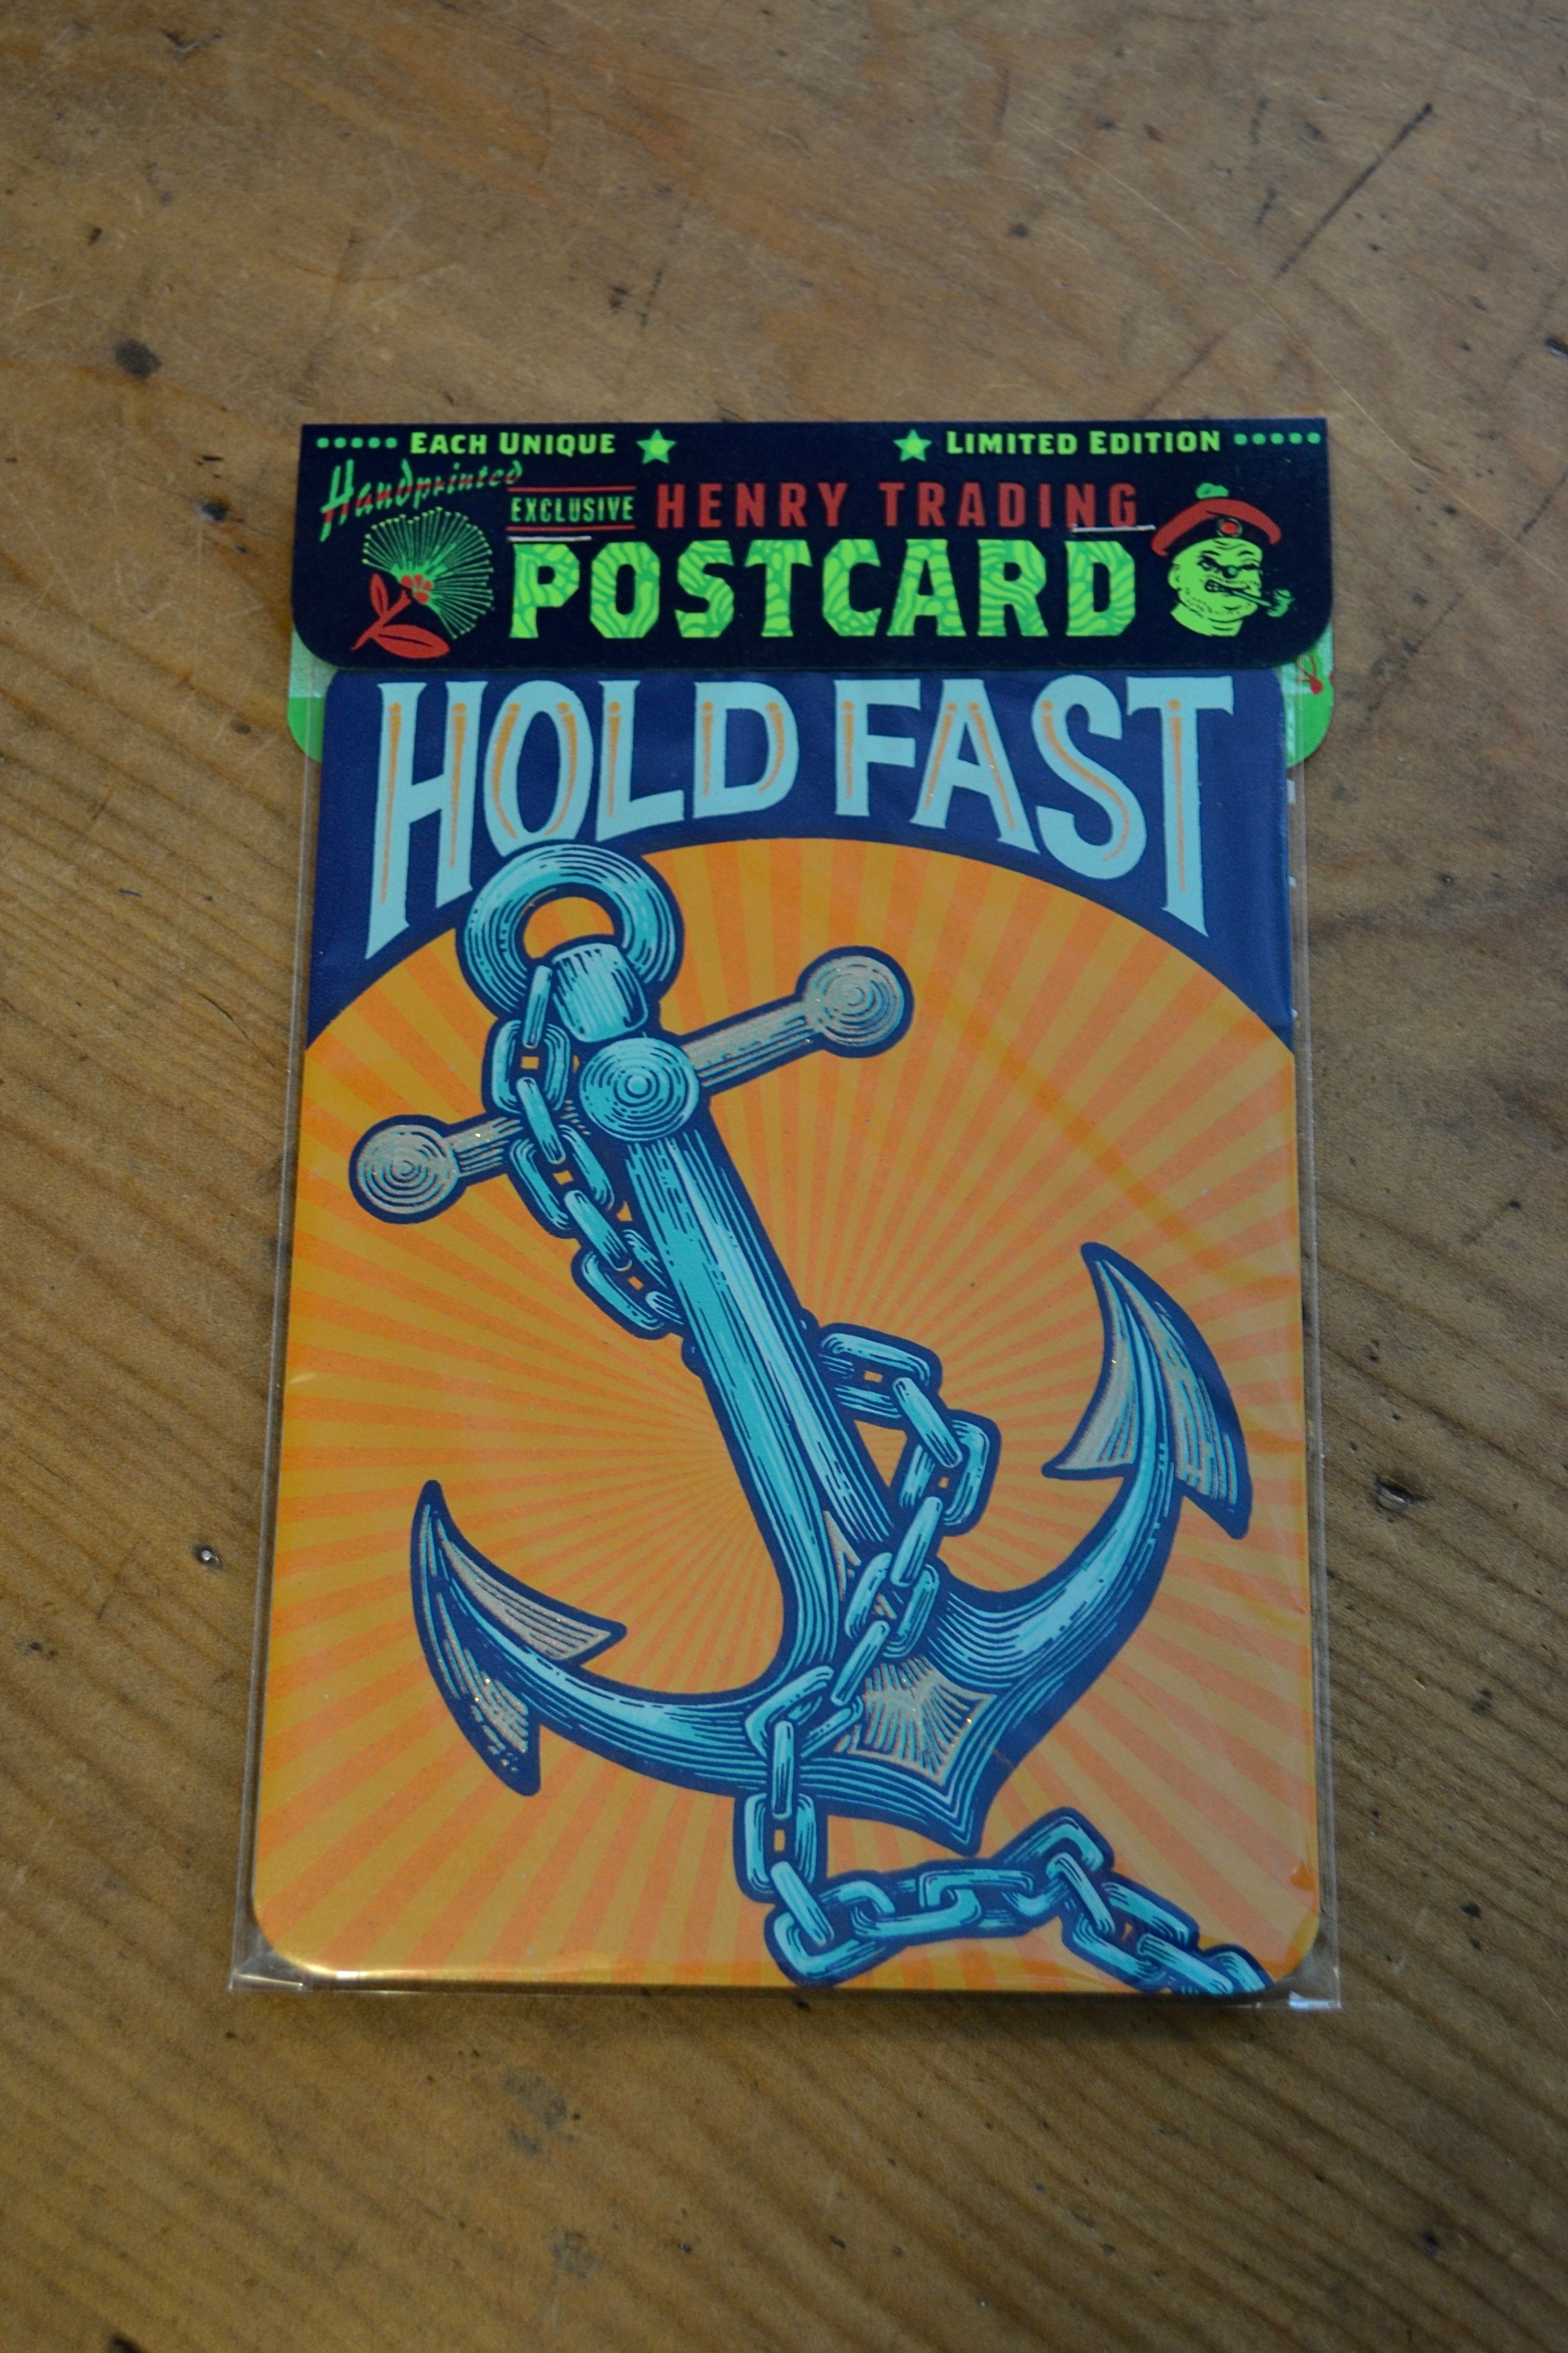 EACH UNIQUE LIMITED EDITION
Handprinted
EXCLUSIVE HENRY TRADING
POSTCARD
HOLD FAST